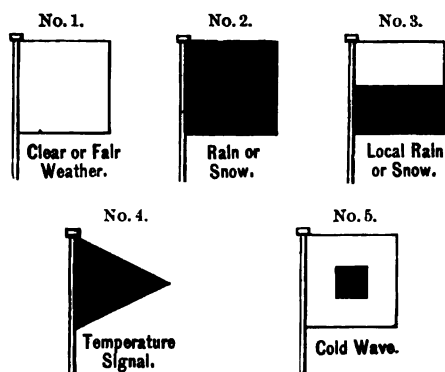 No. 1.
No. 2.
No. 3.
Clear or Fair
Weather.
Rain or
Snow.
Local Rain
or Snow.
No. 4.
No. 5.
Temperature
Signal.
Cold Wave.